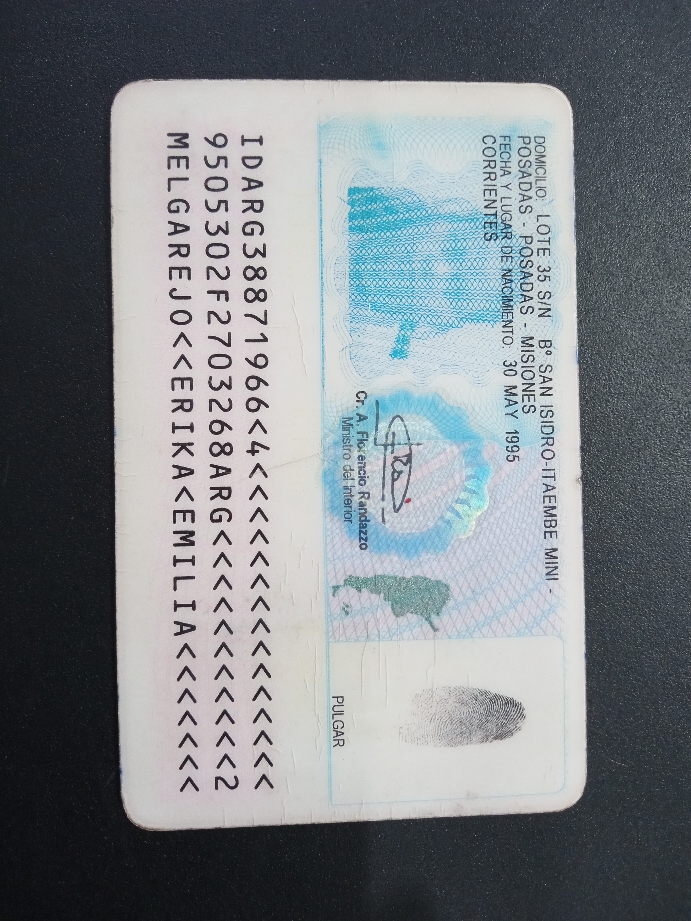 DOMICILIO: LOTE 35 S/N Bº SAN ISIDRO-ITAEMBE MINI -
POSADAS - POSADAS - MISIONES
FECHA Y LUGAR DE NACIMIENTO: 30 MAY 1995
CORRIENTES
Cr. A. Florencio Randazzo
Ministro del Interior
PULGAR
IDARG38871966<4<<<<<<<<<<<<<<<
9505302F2703268ARG<<<<<<<<<<<2
MELGAREJO<<ERIKA<EMILIA<<<<<<<